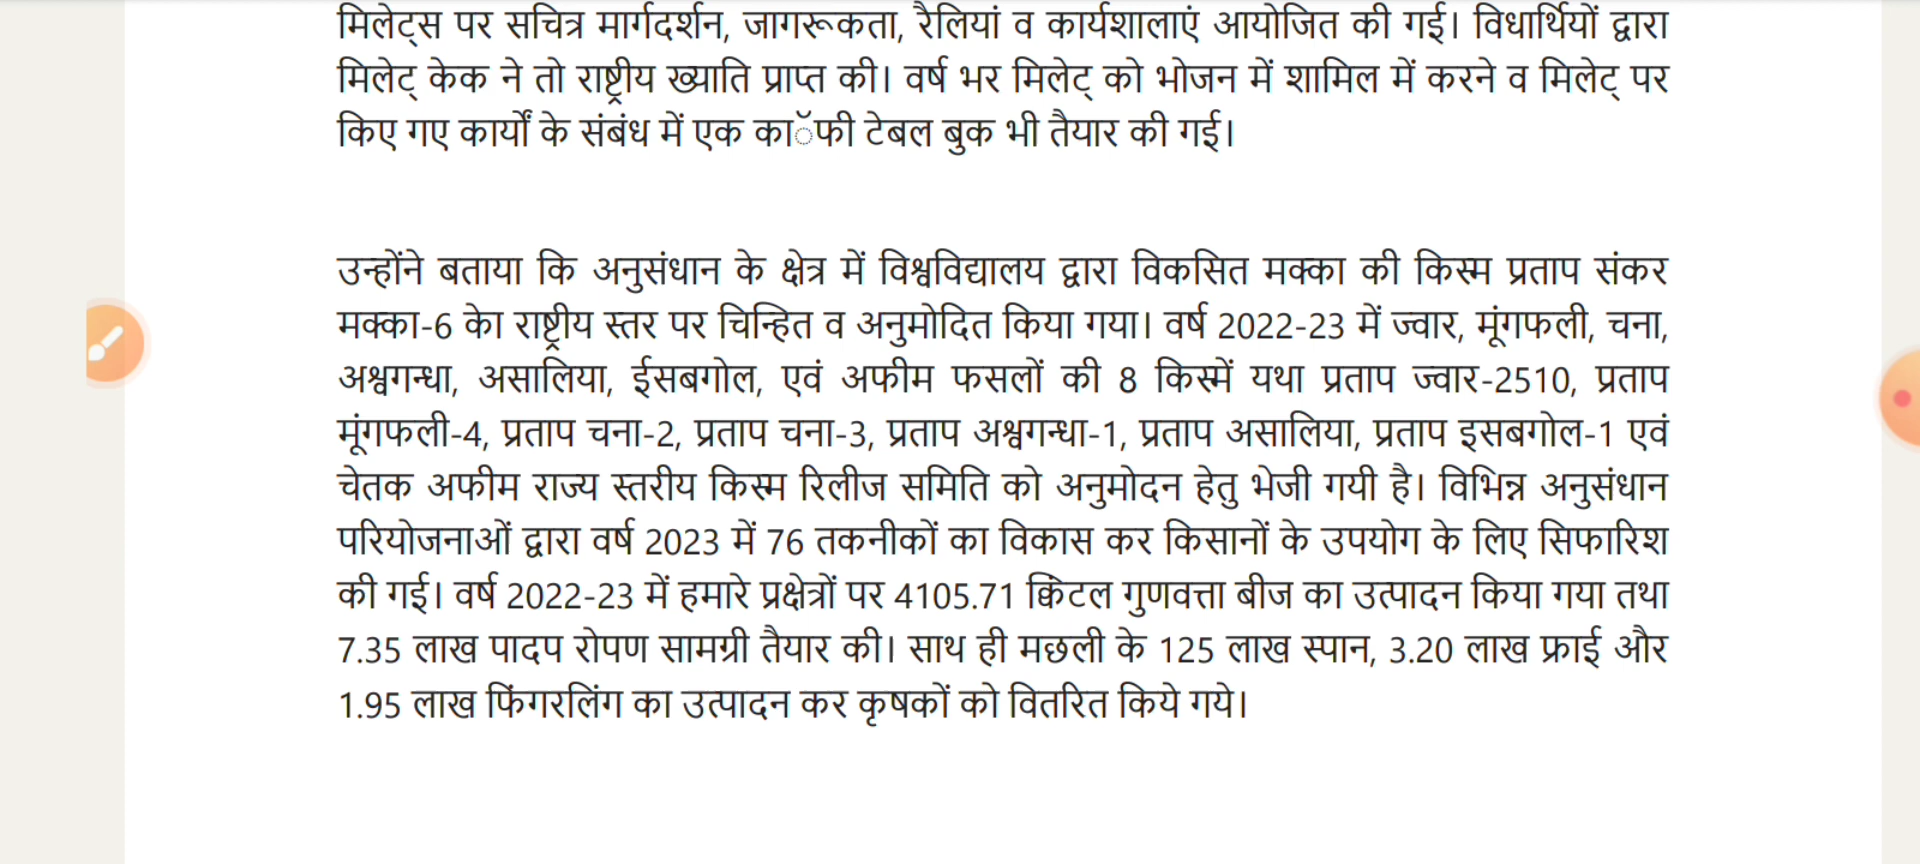 मिलेट्स पर सचित्र मार्गदर्शन, जागरूकता, रैलियां व कार्यशालाएं आयोजित की गई। विधार्थियों द्वारा
मिलेट् केक ने तो राष्ट्रीय ख्याति प्राप्त की। वर्ष भर मिलेट् को भोजन में शामिल में करने व मिलेट् पर
किए गए कार्यों के संबंध में एक काॅफी टेबल बुक भी तैयार की गई।
उन्होंने बताया कि अनुसंधान के क्षेत्र में विश्वविद्यालय द्वारा विकसित मक्का की किस्म प्रताप संकर
मक्का-6 केा राष्ट्रीय स्तर पर चिन्हित व अनुमोदित किया गया। वर्ष 2022-23 में ज्वार, मूंगफली, चना,
अश्वगन्धा, असालिया, ईसबगोल, एवं अफीम फसलों की 8 किस्में यथा प्रताप ज्वार-2510, प्रताप
मूंगफली-4, प्रताप चना-2, प्रताप चना-3, प्रताप अश्वगन्धा-1, प्रताप असालिया, प्रताप इसबगोल-1 एवं
चेतक अफीम राज्य स्तरीय किस्म रिलीज समिति को अनुमोदन हेतु भेजी गयी है। विभिन्न अनुसंधान
परियोजनाओं द्वारा वर्ष 2023 में 76 तकनीकों का विकास कर किसानों के उपयोग के लिए सिफारिश
की गई। वर्ष 2022-23 में हमारे प्रक्षेत्रों पर 4105.71 क्विंटल गुणवत्ता बीज का उत्पादन किया गया तथा
7.35 लाख पादप रोपण सामग्री तैयार की। साथ ही मछली के 125 लाख स्पान, 3.20 लाख फ्राई और
1.95 लाख फिंगरलिंग का उत्पादन कर कृषकों को वितरित किये गये।